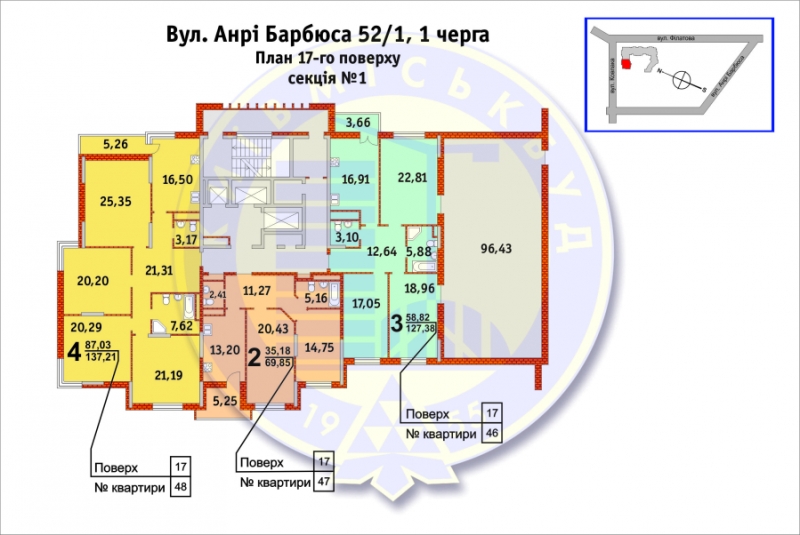 Вул. Анрі Барбюса 52/1, 1 черга
План 17-го поверху
секція №1
вул. Філатова
вул. Ковпака
вул. Анрі Барбюса
N
S
КИЇВМІСЬКБУД
1955
3,66
5,26
16,50
16,91
22,81
25,35
3,17
3,10
12,64
5,88
96,43
21,31
20,20
2,41
11,27
5,16
17,05
18,96
20,29
7,62
13,20
20,43
14,75
4
87,03
137,21
2
35,18
69,85
3
58,82
127,38
21,19
5,25
Поверх 17
№ квартири 46
Поверх 17
№ квартири 47
Поверх 17
№ квартири 48